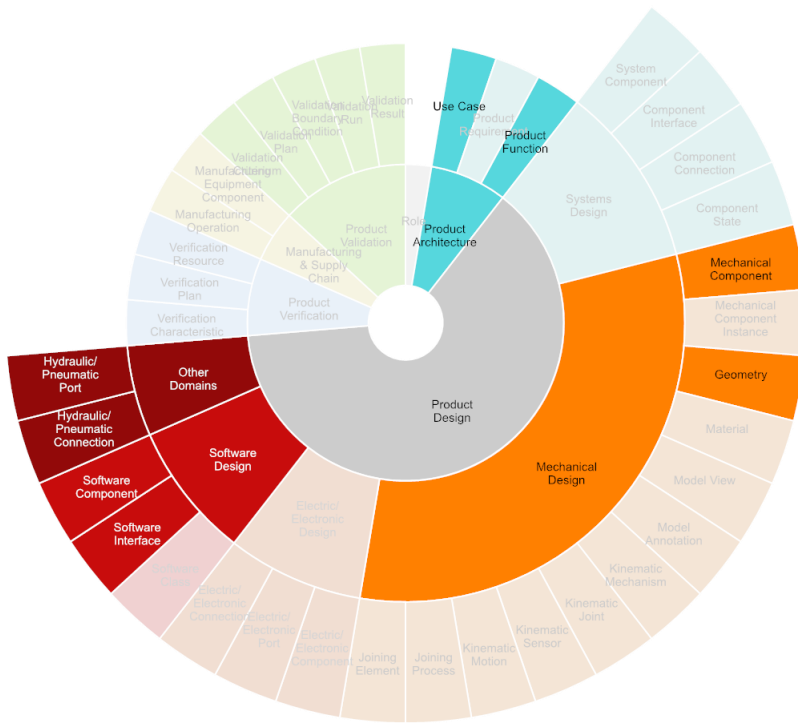 System
Component
Component
Interface
Component
Connection
Component
State
Systems
Design
Use Case
Product
Product
Function
Role
Product
Architecture
Mechanical
Component
Mechanical
Component
Instance
Geometry
Material
Model View
Model
Annotation
Kinematic
Mechanism
Kinematic
Joint
Kinematic
Sensor
Kinematic
Motion
Joining
Process
Joining
Element
Mechanical
Design
Product
Design
Electric/
Electronic
Design
Electric/
Electronic
Component
Electric/
Electronic
Port
Electric/
Electronic
Connection
Software
Interface
Software
Component
Software
Design
Hydraulic/
Pneumatic
Connection
Hydraulic/
Pneumatic
Port
Other
Domains
Verification
Characteristic
Verification
Plan
Verification
Resource
Product
Verification
Manufacturing
Operation
Manufacturing
Equipment
Component
Manufacturing
& Supply
Chain
Validation
Validation
Plan
Validation
Boundary
Condition
Validation
Run
Validation
Result
Product
Validation